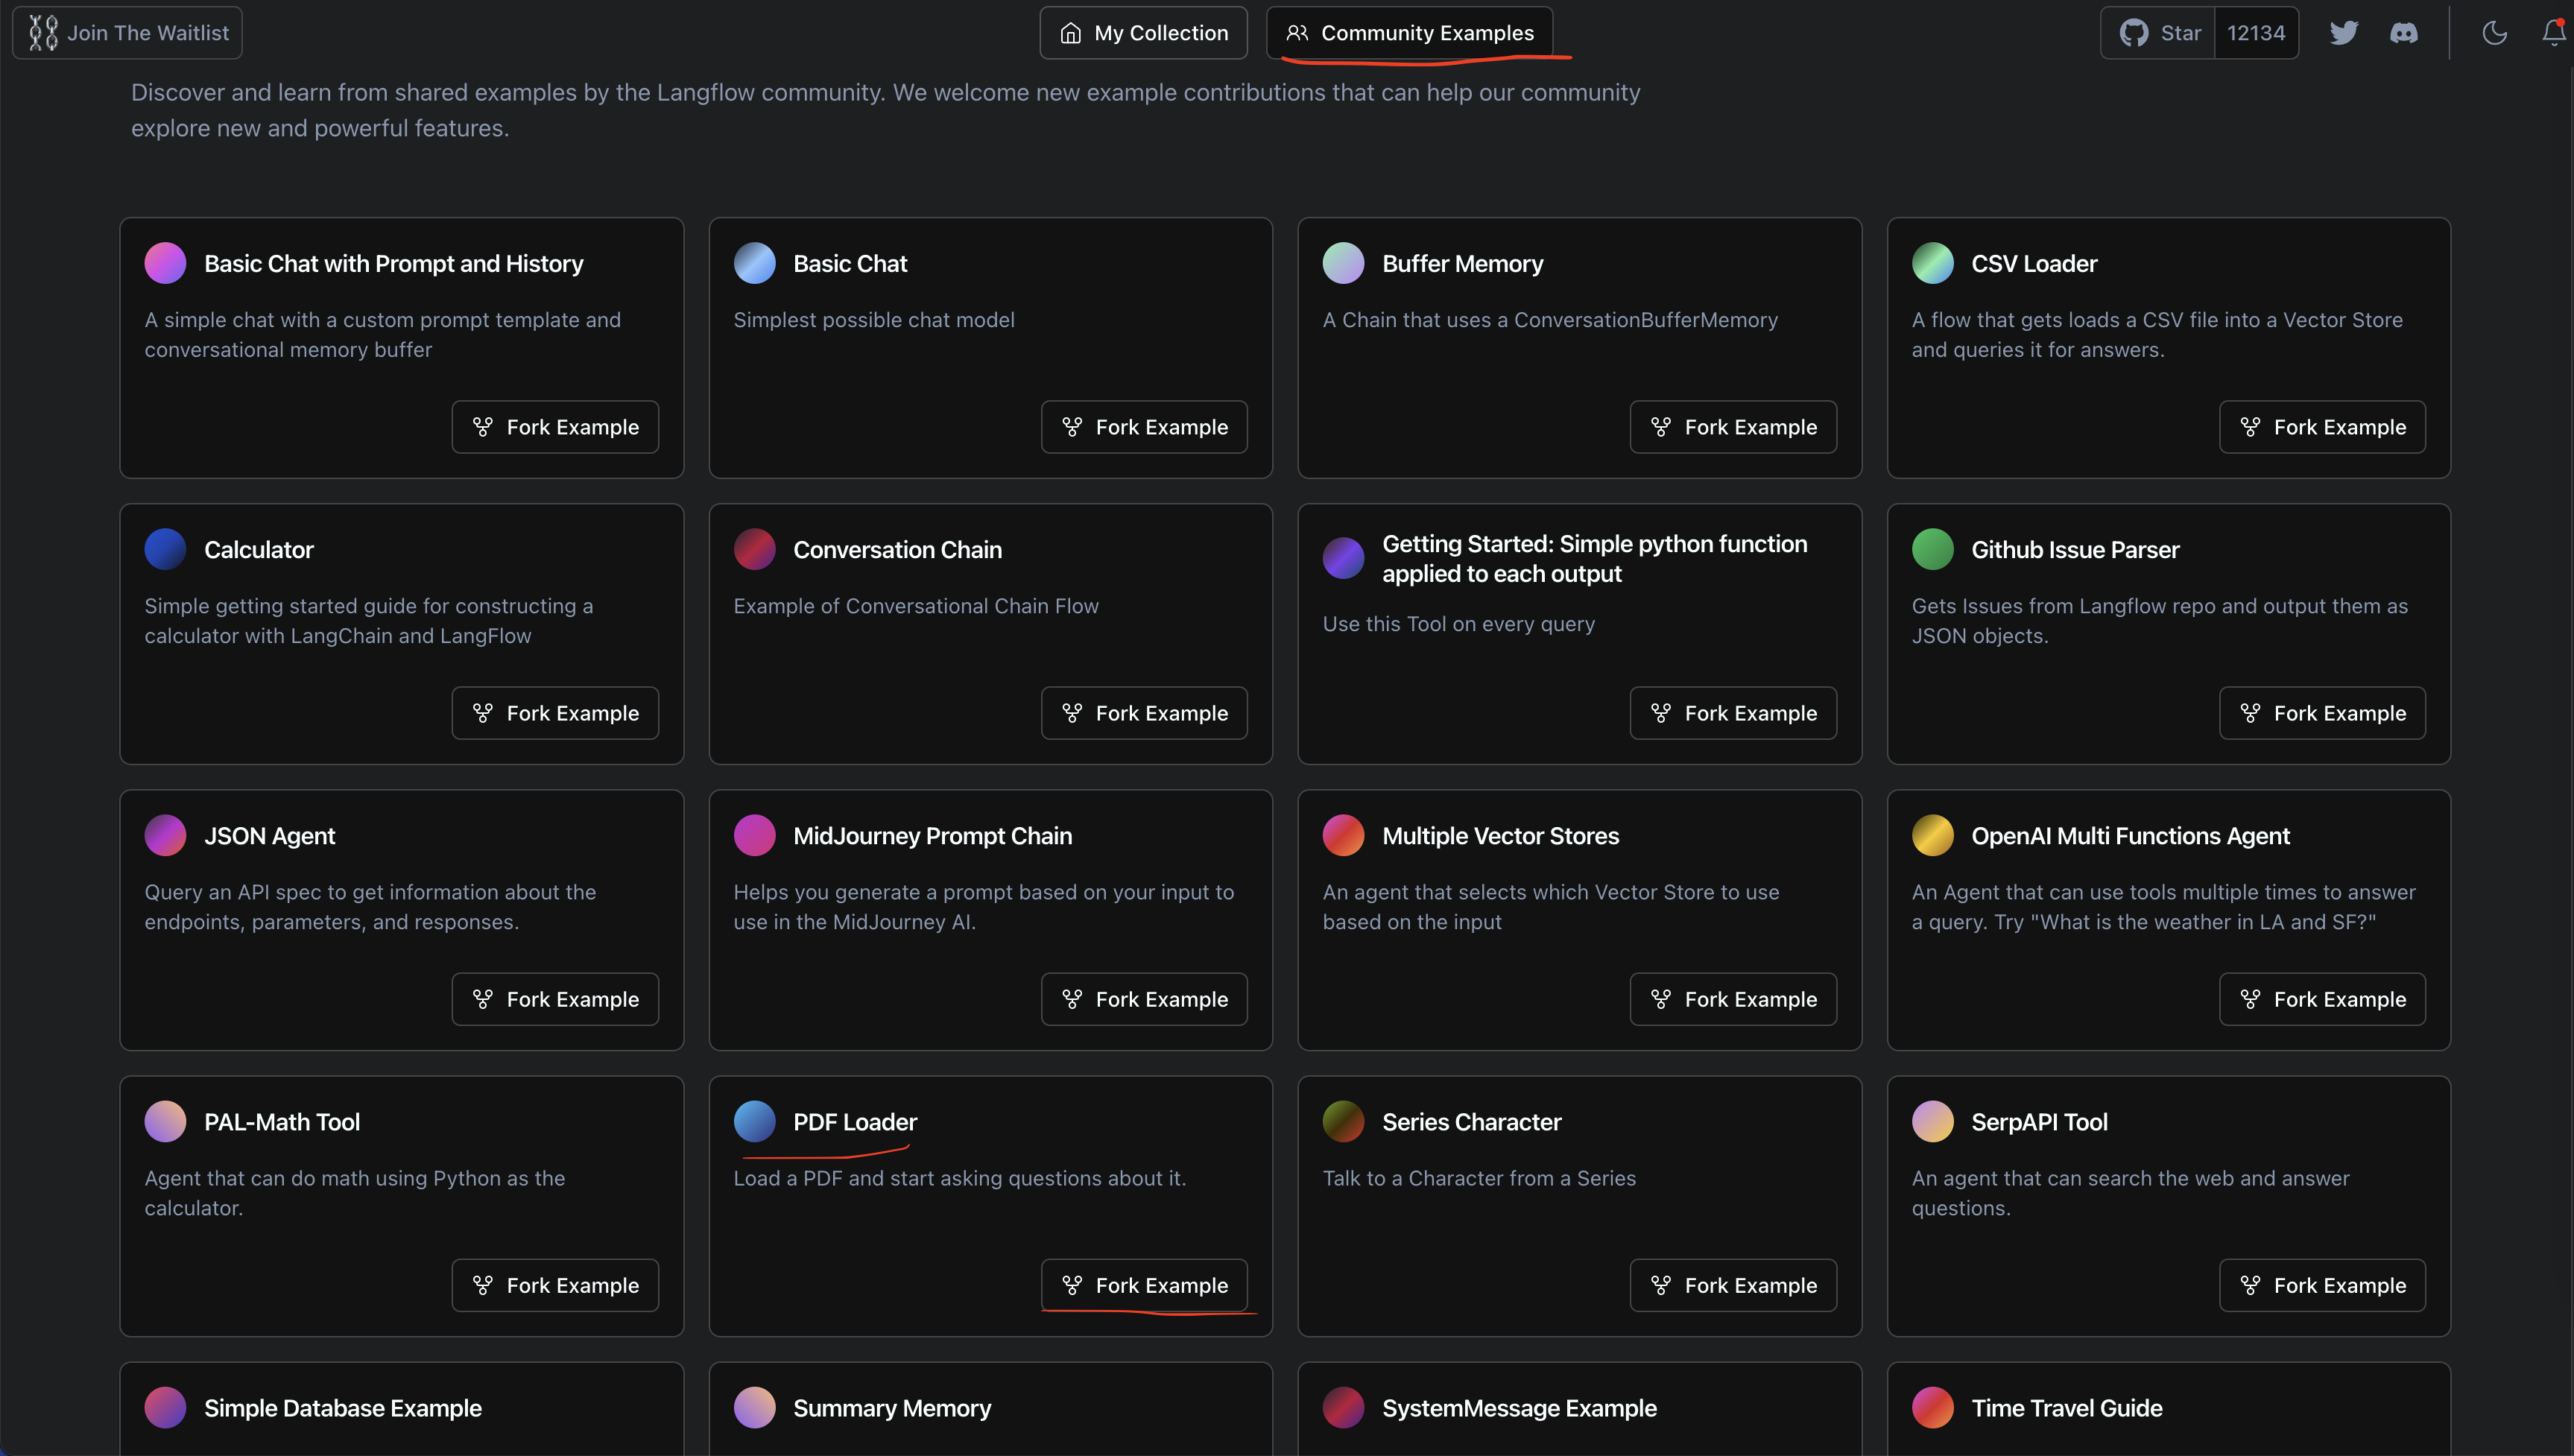 Join The Waitlist
My Collection
Community Examples
Star
12134
Discover and learn from shared examples by the Langflow community. We welcome new example contributions that can help our community
explore new and powerful features.
Basic Chat with Prompt and History
A simple chat with a custom prompt template and
conversational memory buffer
Fork Example
Basic Chat
Simplest possible chat model
Fork Example
Buffer Memory
A Chain that uses a ConversationBufferMemory
Fork Example
CSV Loader
A flow that gets loads a CSV file into a Vector Store
and queries it for answers.
Fork Example
Calculator
Simple getting started guide for constructing a
calculator with LangChain and LangFlow
Fork Example
Conversation Chain
Example of Conversational Chain Flow
Fork Example
Getting Started: Simple python function
applied to each output
Use this Tool on every query
Fork Example
Github Issue Parser
Gets Issues from Langflow repo and output them as
JSON objects.
Fork Example
JSON Agent
Query an API spec to get information about the
endpoints, parameters, and responses.
Fork Example
MidJourney Prompt Chain
Helps you generate a prompt based on your input to
use in the MidJourney AI.
Fork Example
Multiple Vector Stores
An agent that selects which Vector Store to use
based on the input
Fork Example
OpenAI Multi Functions Agent
An Agent that can use tools multiple times to answer
a query. Try "What is the weather in LA and SF?"
Fork Example
PAL-Math Tool
Agent that can do math using Python as the
calculator.
Fork Example
PDF Loader
Load a PDF and start asking questions about it.
Fork Example
Series Character
Talk to a Character from a Series
Fork Example
SerpAPI Tool
An agent that can search the web and answer
questions.
Fork Example
Simple Database Example
Summary Memory
SystemMessage Example
Time Travel Guide